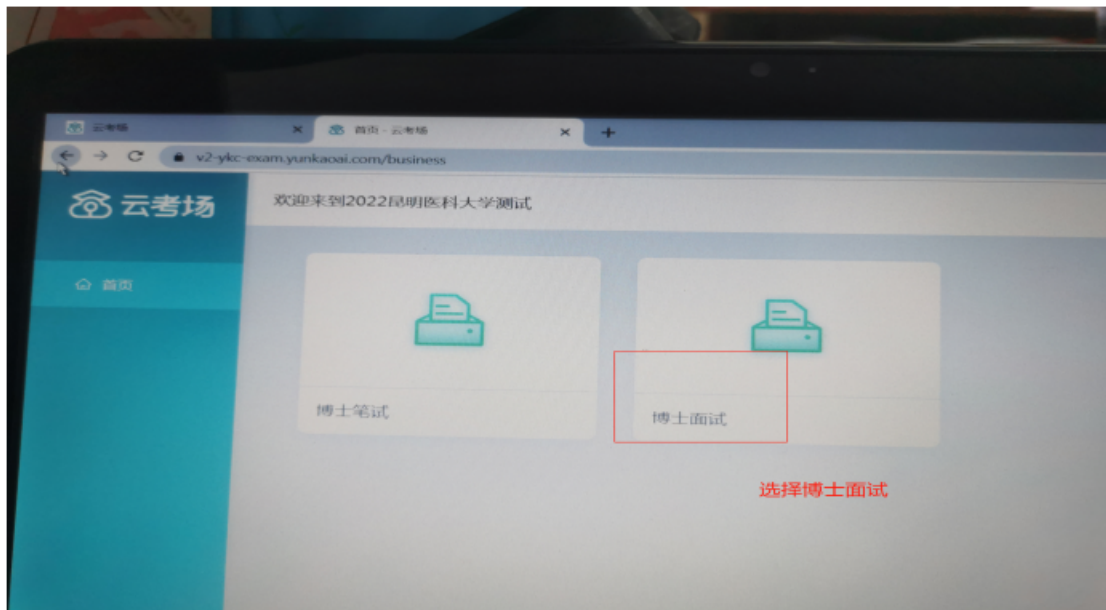 云考场
首页 - 云考场
v2-ykc-exam.yunkaoai.com/business
云考场
欢迎来到2022昆明医科大学测试
首页
博士笔试
博士面试
选择博士面试